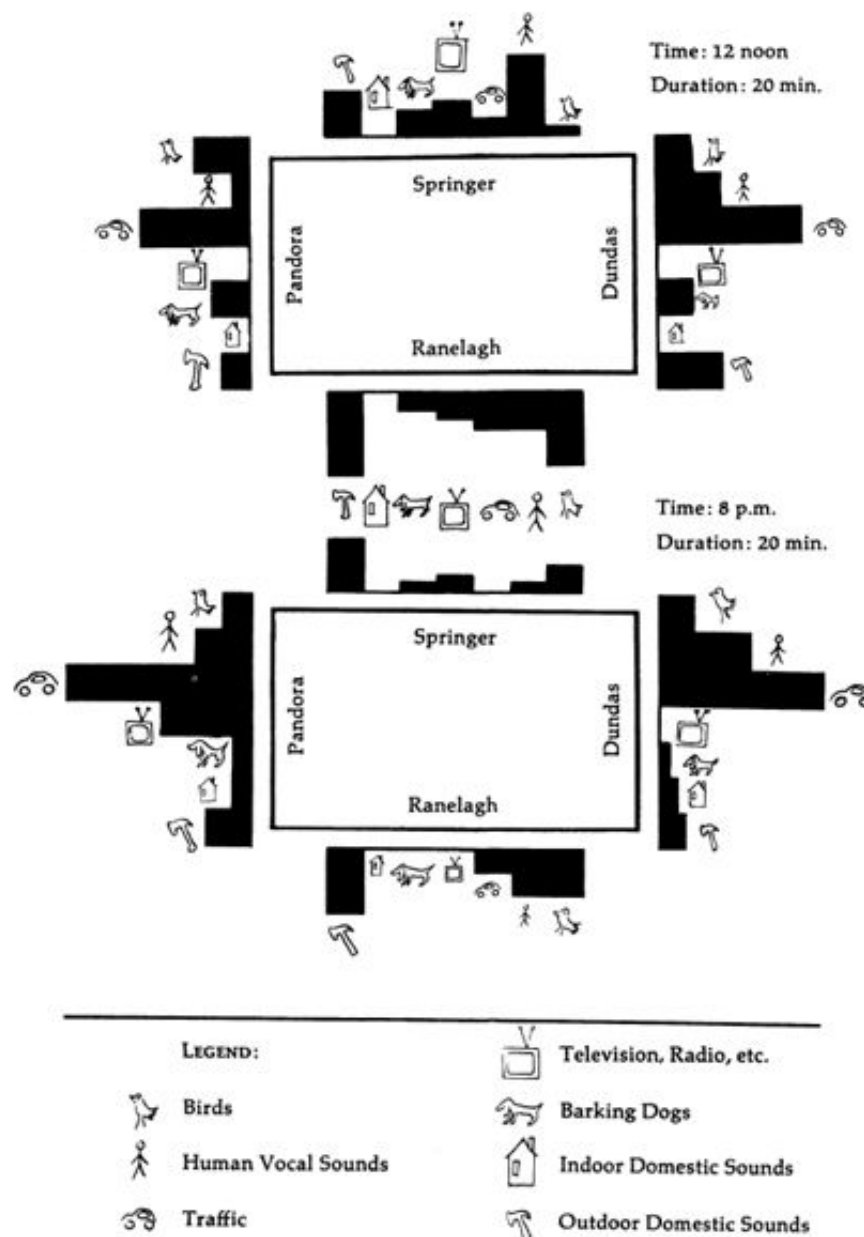 Time: 12 noon
Duration: 20 min.
Springer
Pandora
Dundas
Ranelagh
Time: 8 p.m.
Duration: 20 min.
Springer
Pandora
Dundas
Ranelagh
LEGEND:
Television, Radio, etc.
Birds
Barking Dogs
Human Vocal Sounds
Indoor Domestic Sounds
Traffic
Outdoor Domestic Sounds